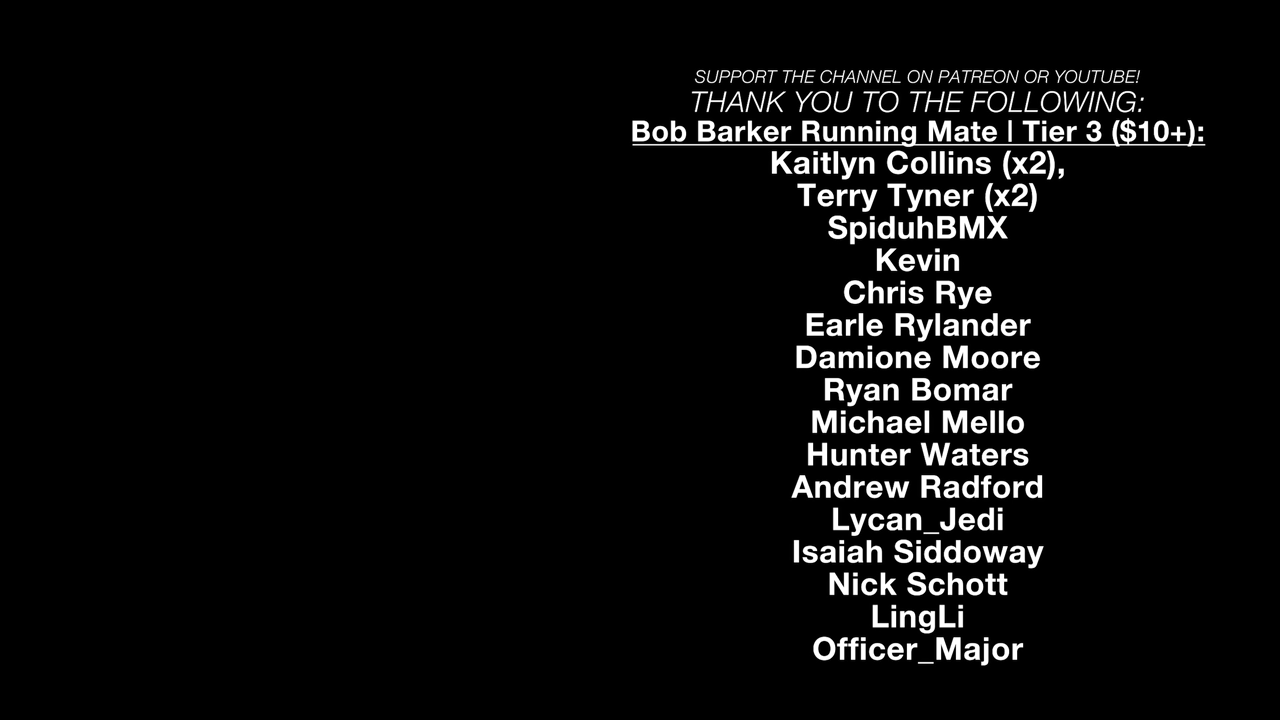 SUPPORT THE CHANNEL ON PATREON OR YOUTUBE!
THANK YOU TO THE FOLLOWING:
Bob Barker Running Mate | Tier 3 ($10+):
Kaitlyn Collins (x2),
Terry Tyner (x2)
SpiduhBMX
Kevin
Chris Rye
Earle Rylander
Damione Moore
Ryan Bomar
Michael Mello
Hunter Waters
Andrew Radford
Lycan_Jedi
Isaiah Siddoway
Nick Schott
LingLi
Officer_Major